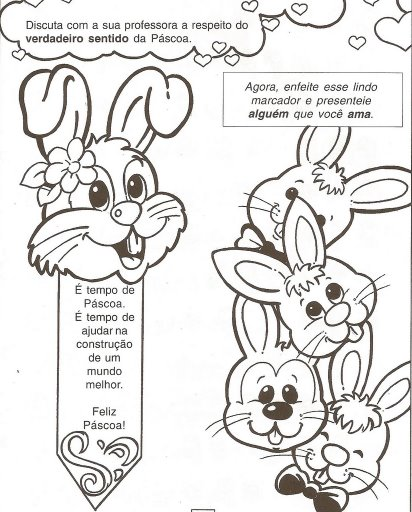 Discuta com a sua professora a respeito do
verdadeiro sentido da Páscoa.
Agora, enfeite esse lindo
marcador e presenteie
alguém que você ama.
É tempo de
Páscoa.
É tempo de
ajudar na
construção
de um
mundo
melhor.
Feliz
Páscoa!